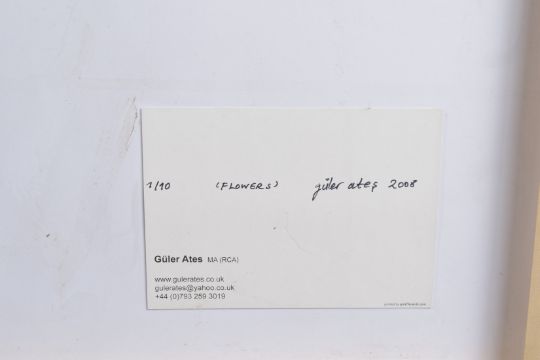 1/10 (FLOWERS) güler ateş 2008
Güler Ates MA (RCA)
www.gulerates.co.uk
gulerates@yahoo.co.uk
+44 (0)793 259 3019